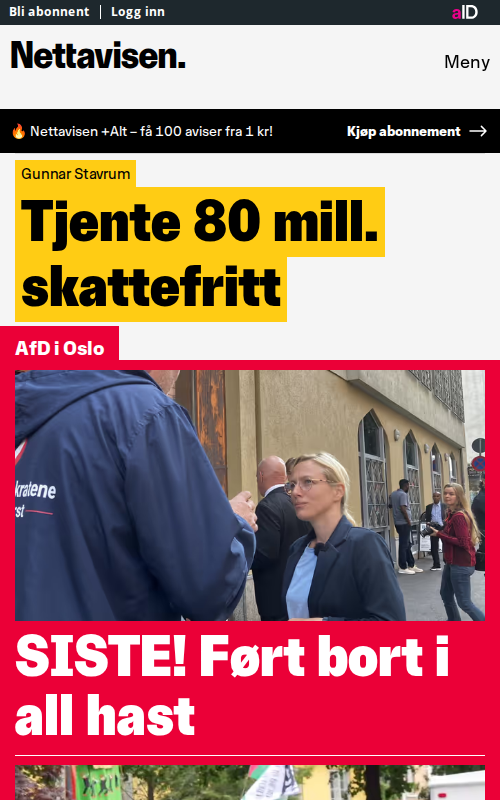 Bli abonnent | Logg inn
aID
Nettavisen.
Meny
🔥 Nettavisen +Alt – få 100 aviser fra 1 kr!
Kjøp abonnement →
Gunnar Stavrum
Tjente 80 mill.
skattefritt
AfD i Oslo
kratene
st
SISTE! Ført bort i
all hast